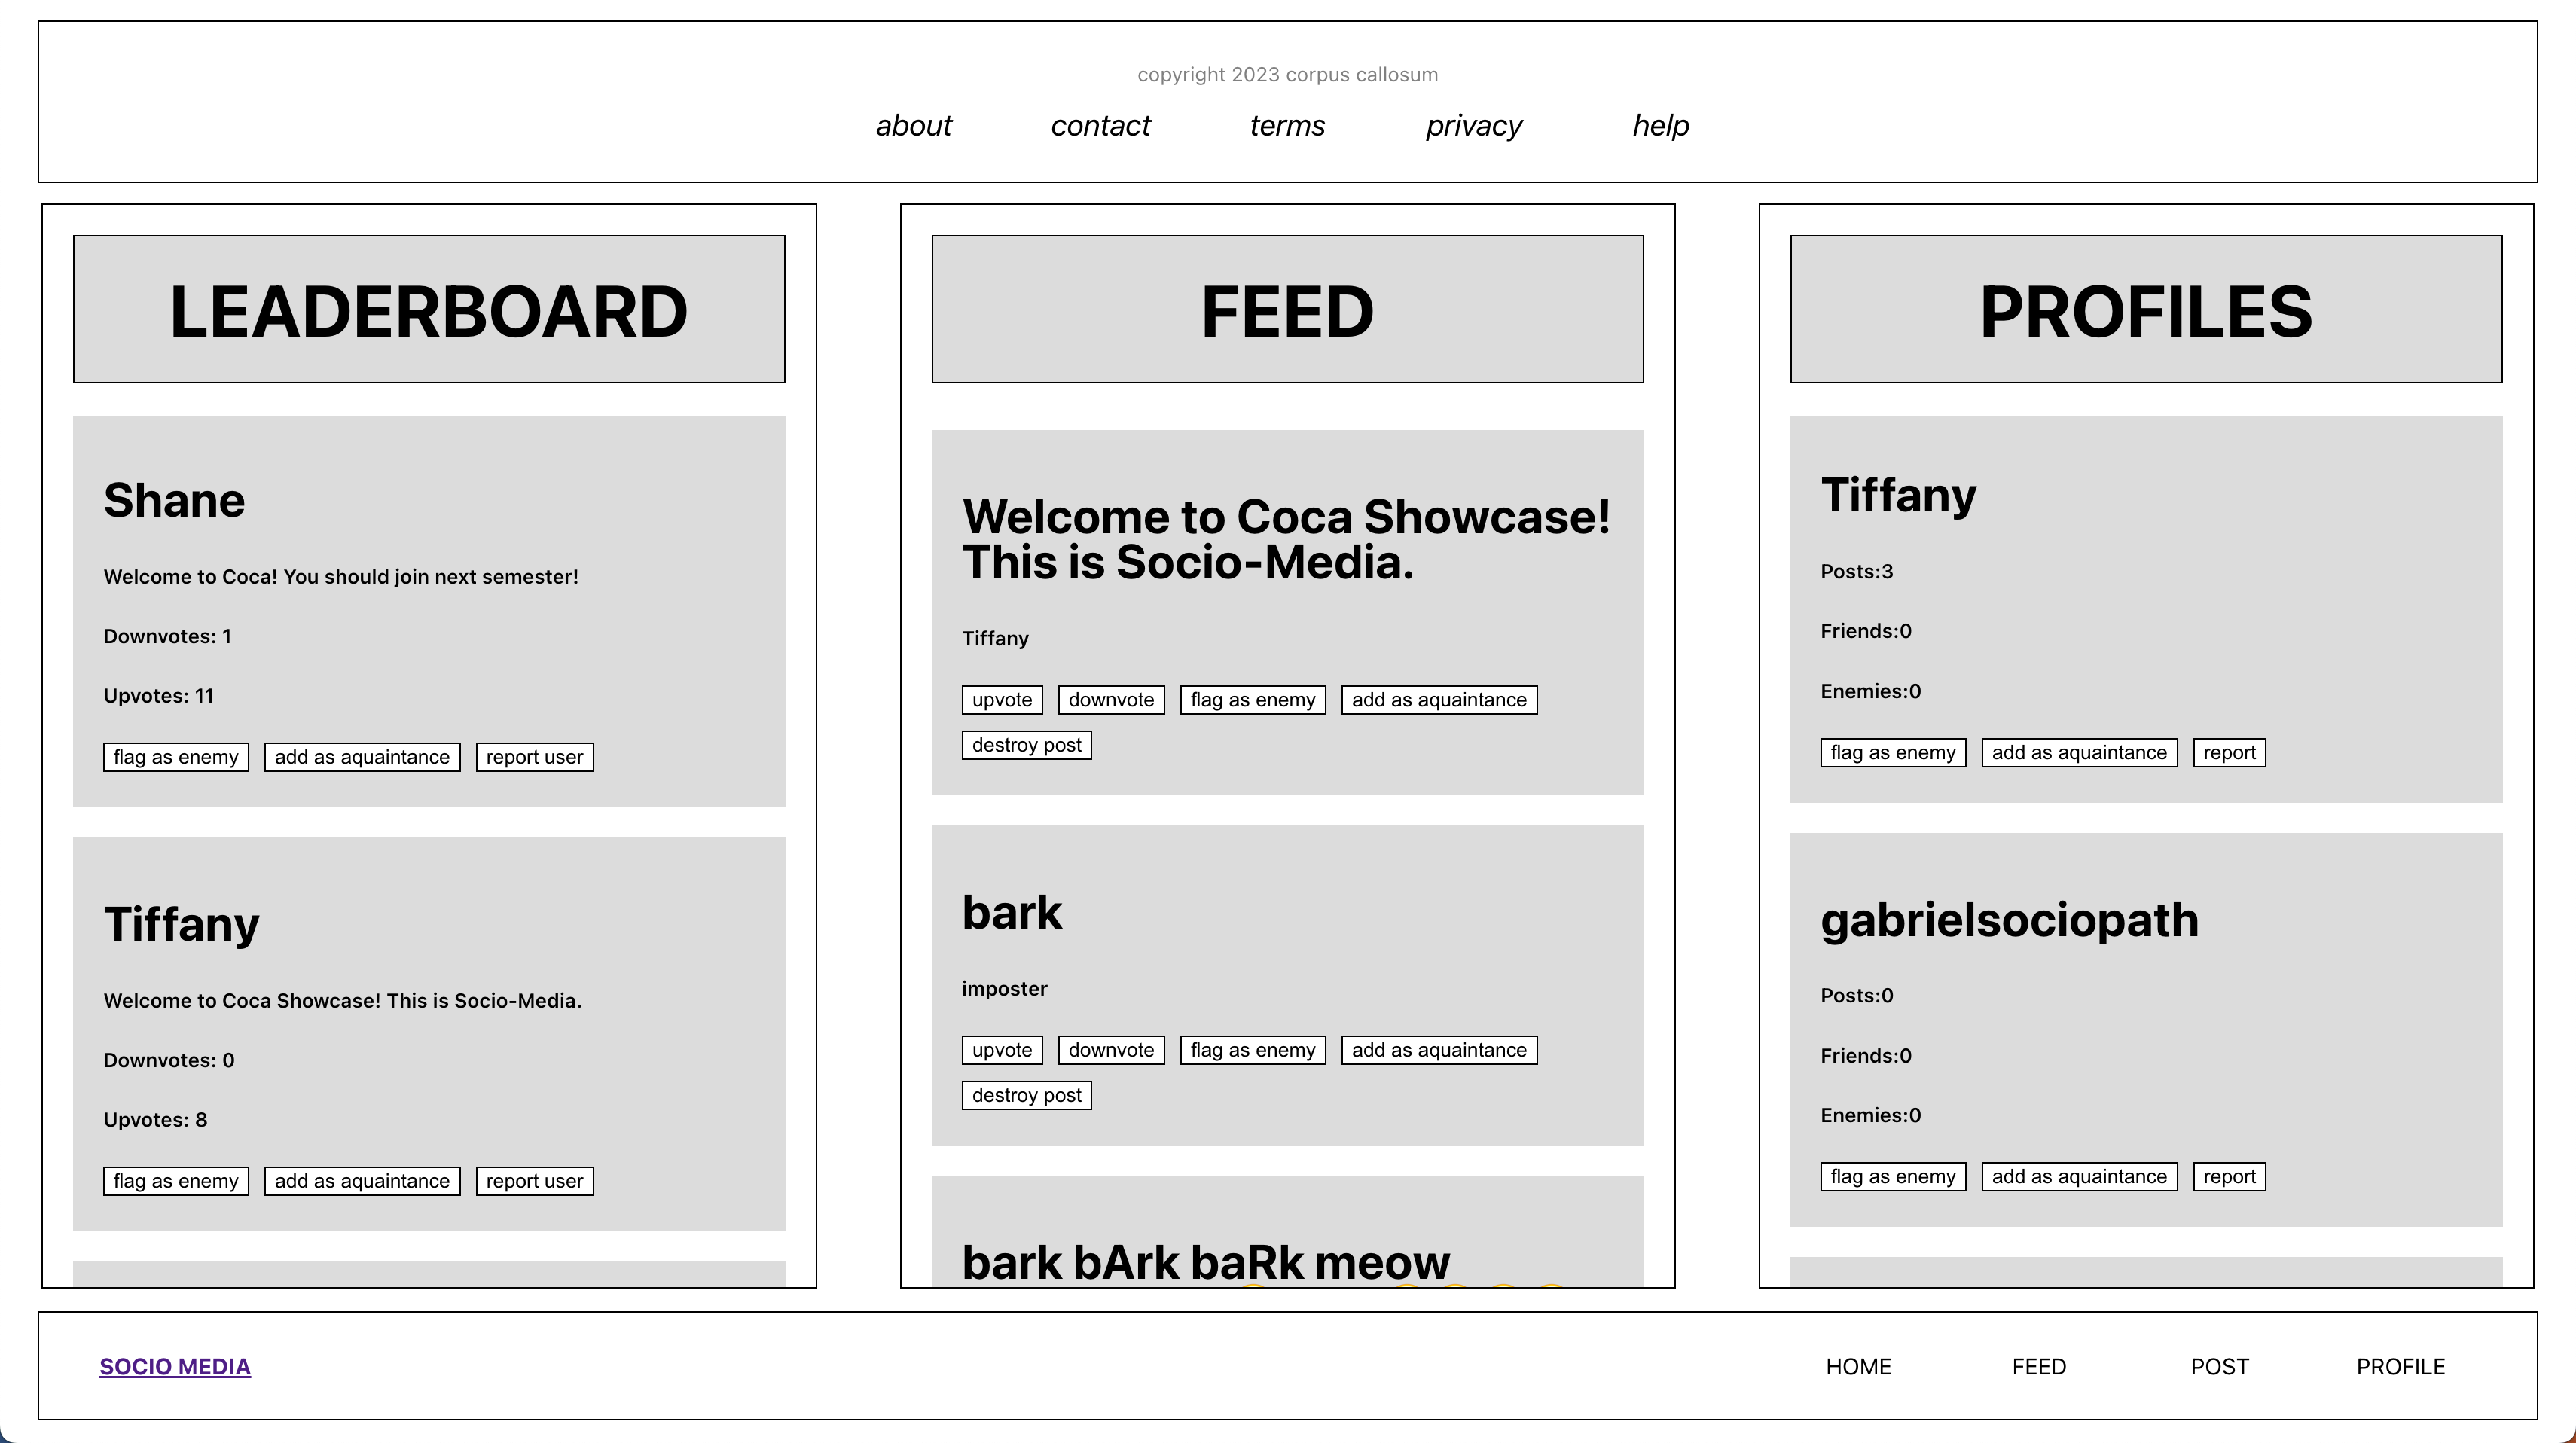 copyright 2023 corpus callosum
about contact terms privacy help
LEADERBOARD
Shane
Welcome to Coca! You should join next semester!
Downvotes: 1
Upvotes: 11
flag as enemy add as aquaintance report user
Tiffany
Welcome to Coca Showcase! This is Socio-Media.
Downvotes: 0
Upvotes: 8
flag as enemy add as aquaintance report user
FEED
Welcome to Coca Showcase!
This is Socio-Media.
Tiffany
upvote downvote flag as enemy add as aquaintance
destroy post
bark
imposter
upvote downvote flag as enemy add as aquaintance
destroy post
bark bArk baRk meow
PROFILES
Tiffany
Posts:3
Friends:0
Enemies:0
flag as enemy add as aquaintance report
gabrielsociopath
Posts:0
Friends:0
Enemies:0
flag as enemy add as aquaintance report
SOCIO MEDIA
HOME FEED POST PROFILE